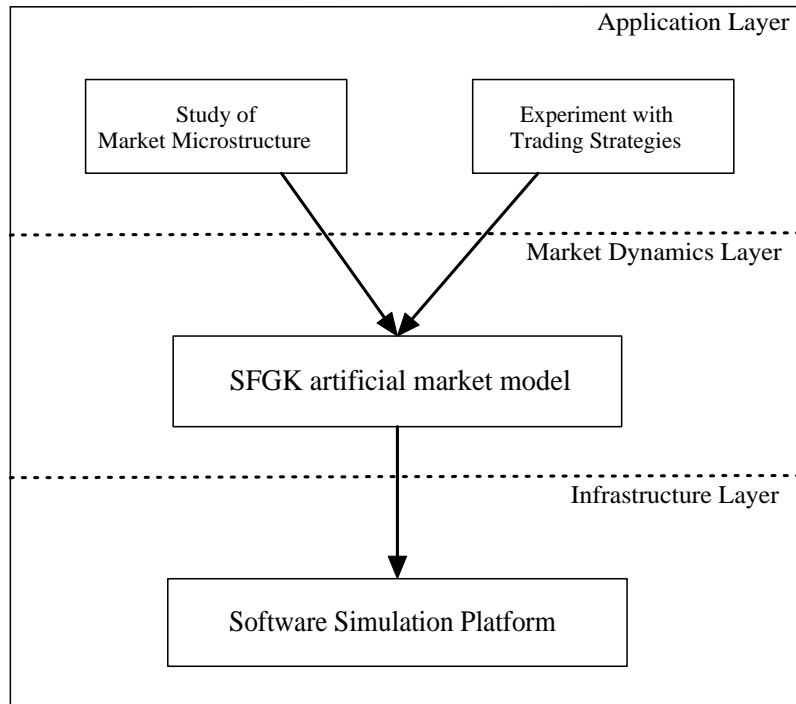 Application Layer
Study of
Market Microstructure
Experiment with
Trading Strategies
Market Dynamics Layer
SFGK artificial market model
Infrastructure Layer
Software Simulation Platform